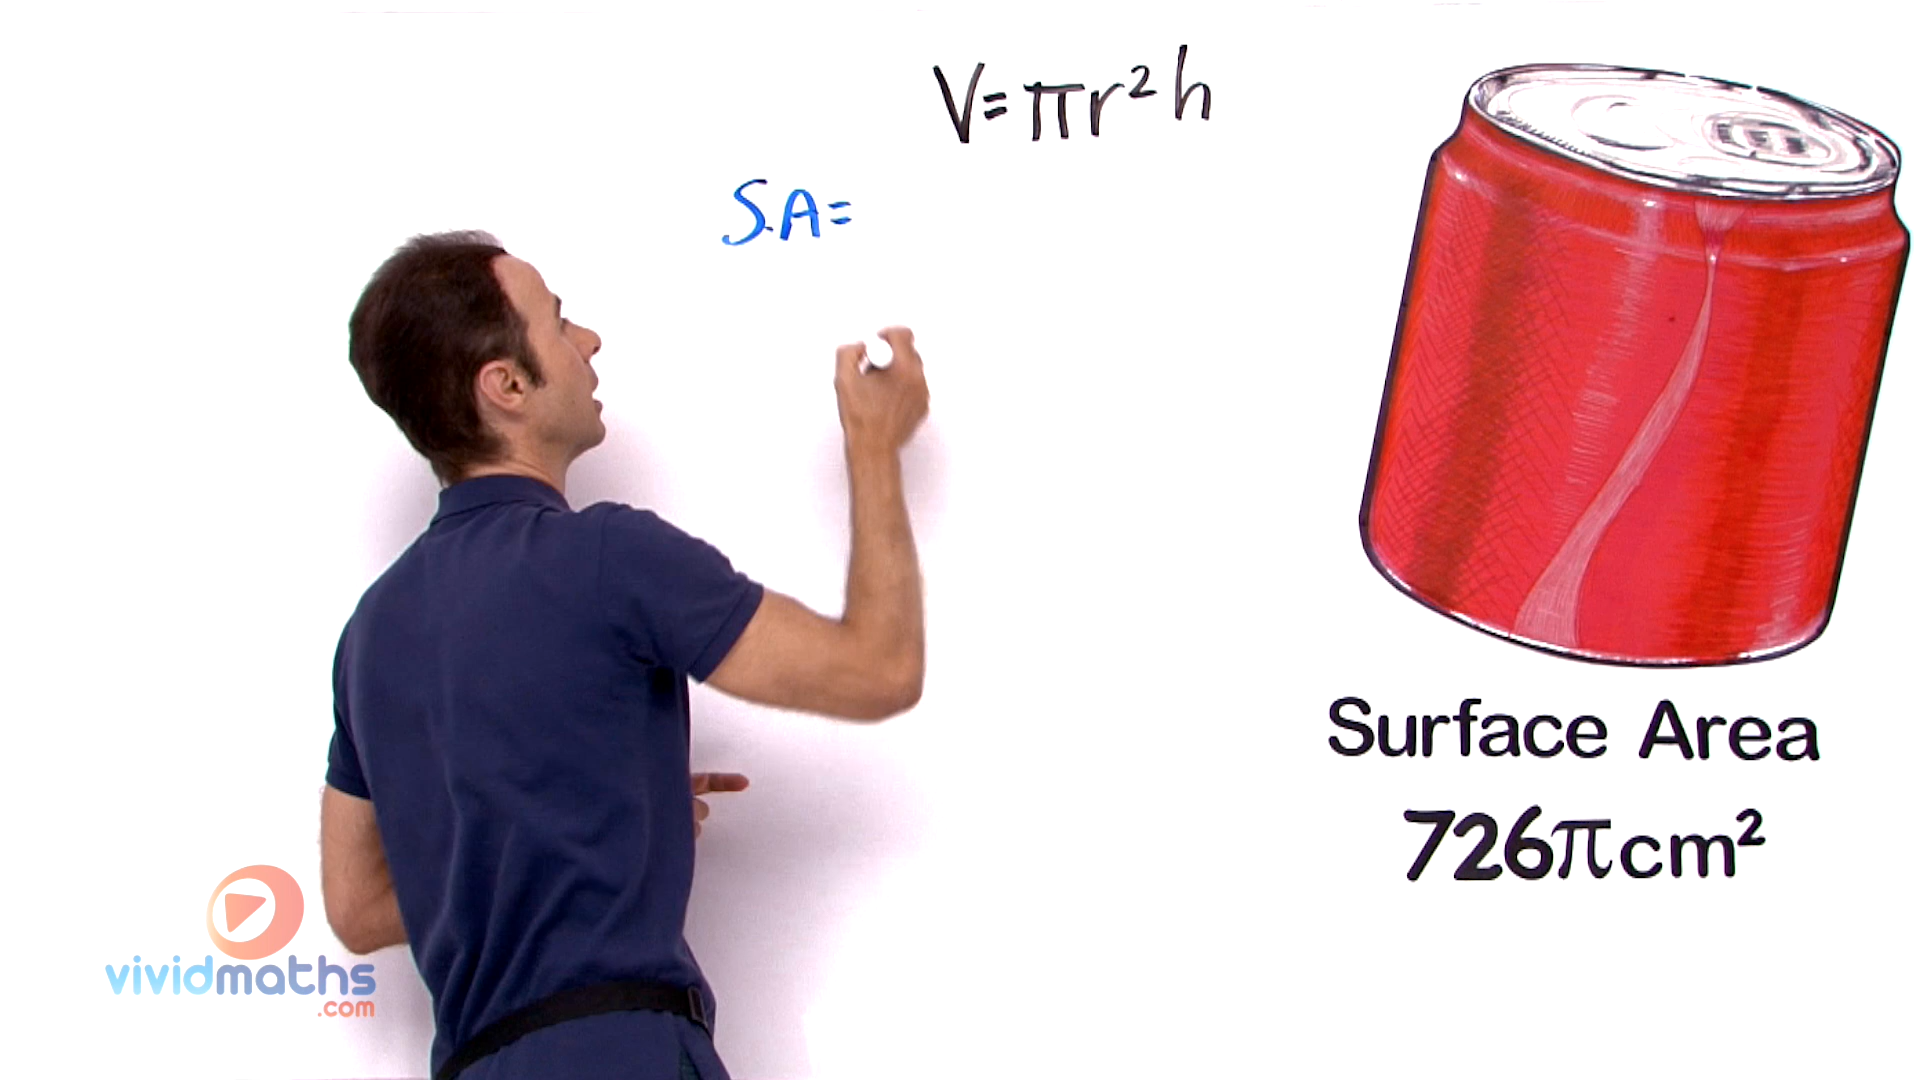 V=πr²h
S.A=
Surface Area
726πcm²
vividmaths
.com